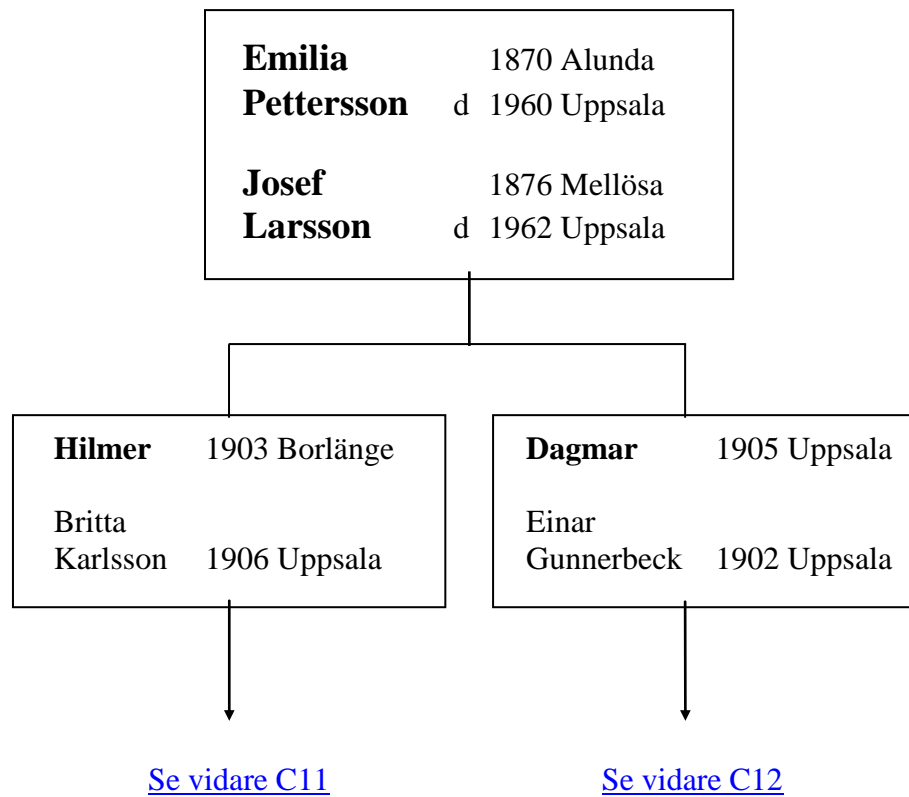 Emilia 1870 Alunda
Pettersson d 1960 Uppsala
Josef 1876 Mellösa
Larsson d 1962 Uppsala
Hilmer 1903 Borlänge
Britta
Karlsson 1906 Uppsala
Dagmar 1905 Uppsala
Einar
Gunnerbeck 1902 Uppsala
Se vidare C11
Se vidare C12